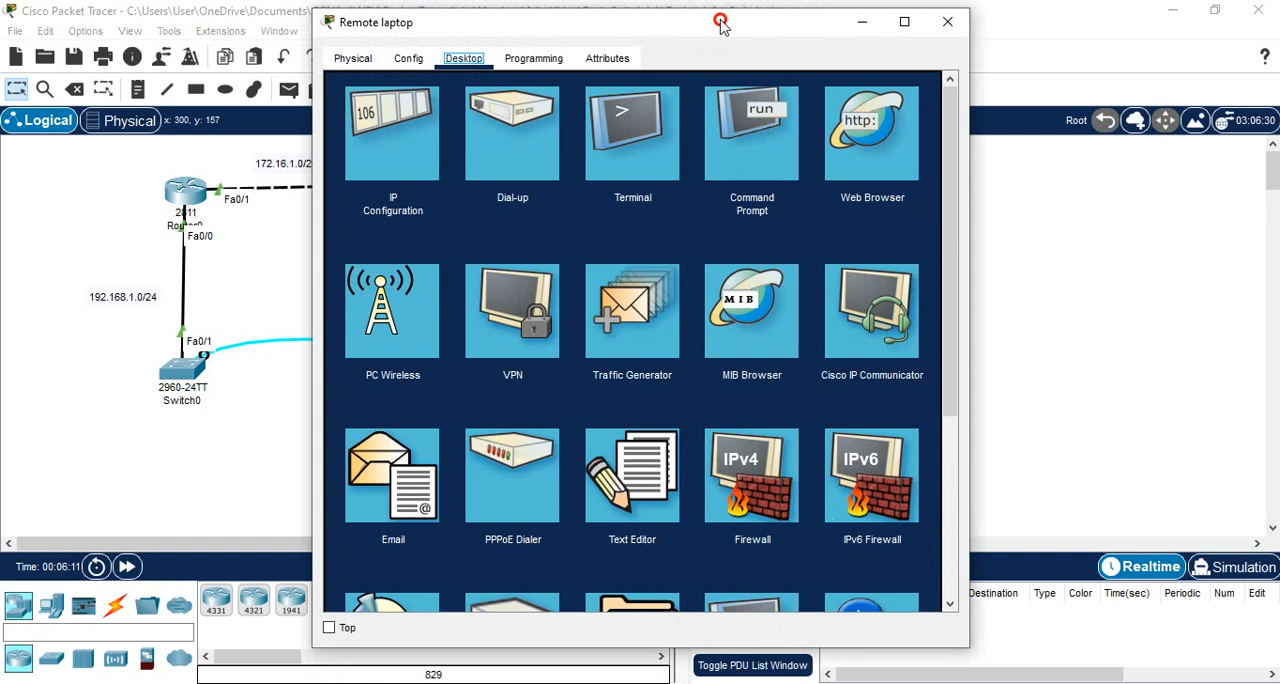 Cisco Packet Tracer - C:\Users\User\OneDrive\Documents\
Remote laptop
File Edit Options View Tools Extensions Window
Physical Config Desktop Programming Attributes
?
106
>
run
http:
Logical
Physical
x: 300, y: 157
Root
03:06:30
IP
Configuration
Dial-up
Terminal
Command
Prompt
Web Browser
172.16.1.0/2
Fa0/1
2811
Fa0/0
192.168.1.0/24
MIB
PC Wireless
VPN
Traffic Generator
MIB Browser
Cisco IP Communicator
Fa0/1
2960-24TT
Switch0
@
IPv4
IPv6
Email
PPPoE Dialer
Text Editor
Firewall
IPv6 Firewall
Time: 00:06:11
Realtime
Simulation
4331
4321
1941
Top
Destination Type Color Time(sec) Periodic Num Edit
829
Toggle PDU List Window